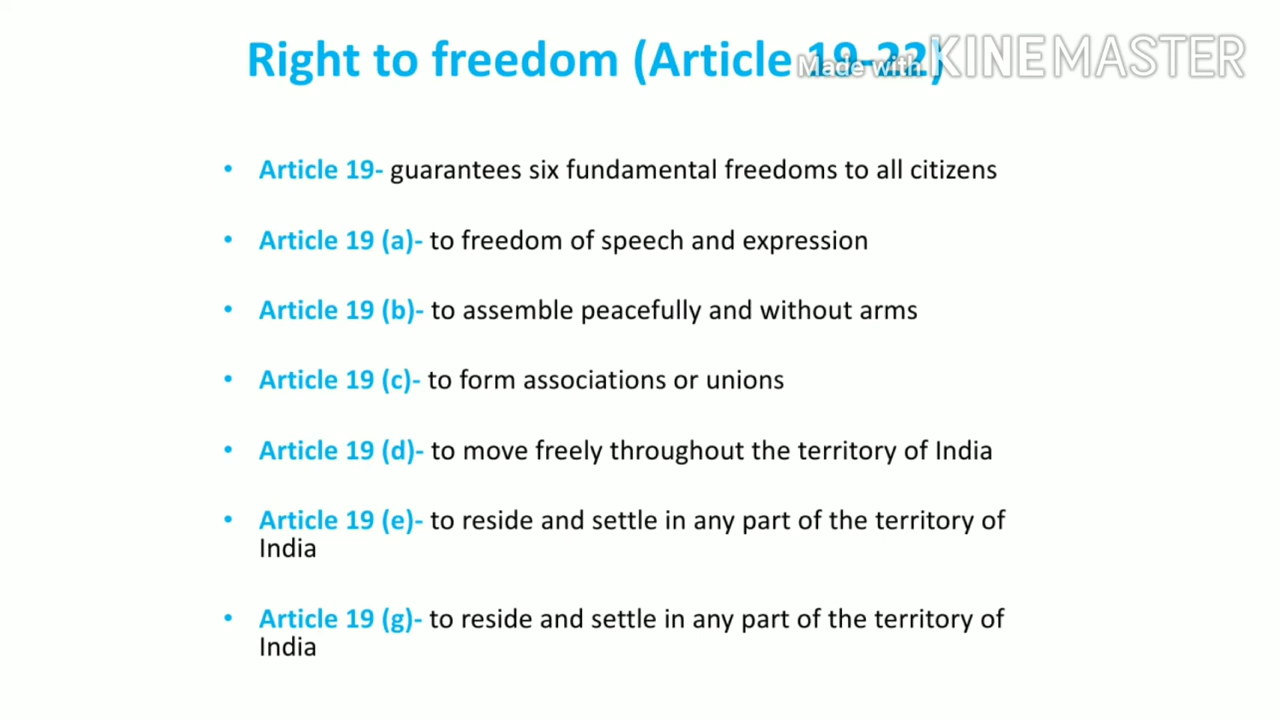 Right to freedom (Article 19-22)
Made with KINEMASTER
• Article 19- guarantees six fundamental freedoms to all citizens
• Article 19 (a)- to freedom of speech and expression
• Article 19 (b)- to assemble peacefully and without arms
• Article 19 (c)- to form associations or unions
• Article 19 (d)- to move freely throughout the territory of India
• Article 19 (e)- to reside and settle in any part of the territory of
India
• Article 19 (g)- to reside and settle in any part of the territory of
India